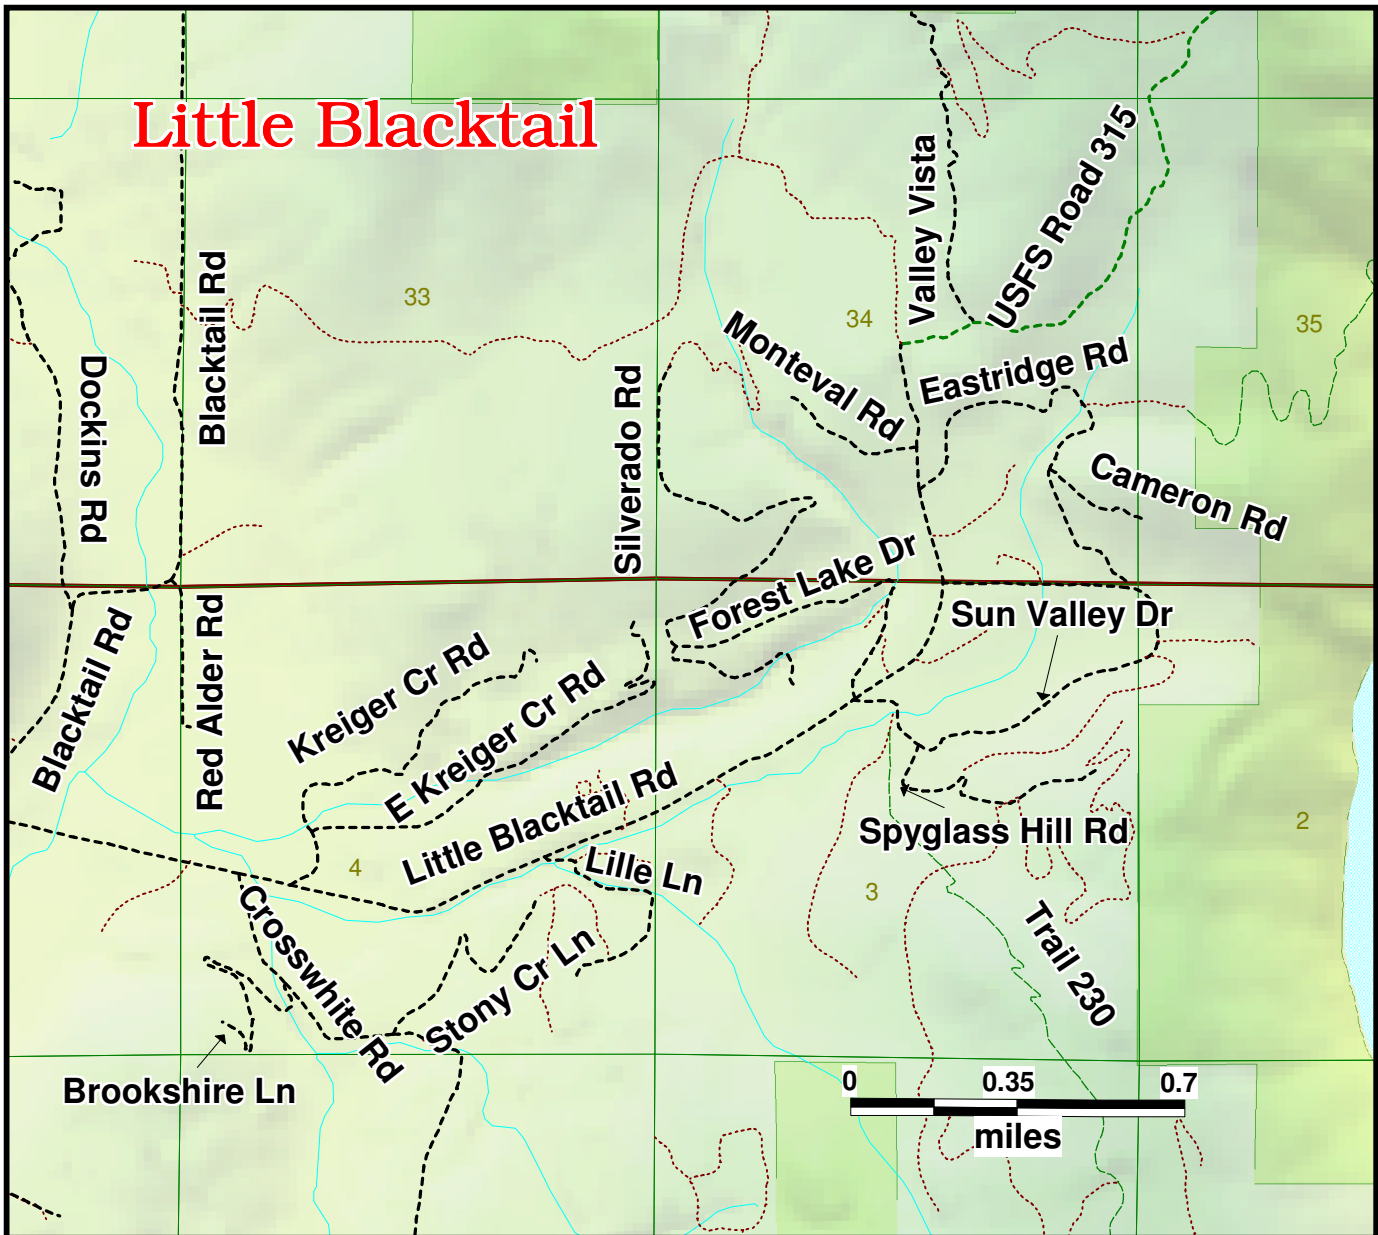 Little Blacktail
Valley Vista
USFS Road 315
Blacktail Rd
33
34
35
Monteval Rd
Eastridge Rd
Dockins Rd
Silverado Rd
Cameron Rd
Forest Lake Dr
Sun Valley Dr
Blacktail Rd
Red Alder Rd
Kreiger Cr Rd
E Kreiger Cr Rd
Little Blacktail Rd
Spyglass Hill Rd
2
4
Lille Ln
3
Crosswhite Rd
Stony Cr Ln
Trail 230
Brookshire Ln
0 0.35 0.7
miles